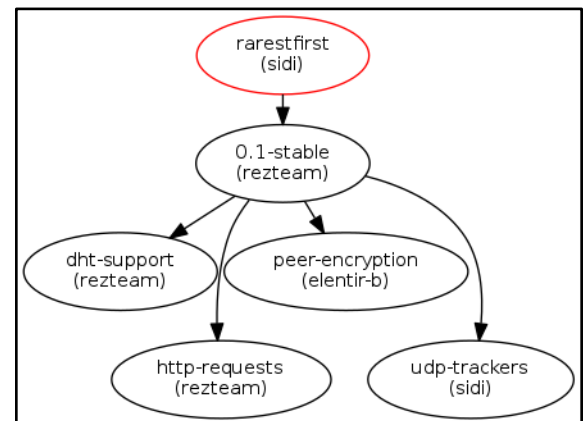 rarestfirst
(sidi)
0.1-stable
(rezteam)
dht-support
(rezteam)
peer-encryption
(elentir-b)
http-requests
(rezteam)
udp-trackers
(sidi)